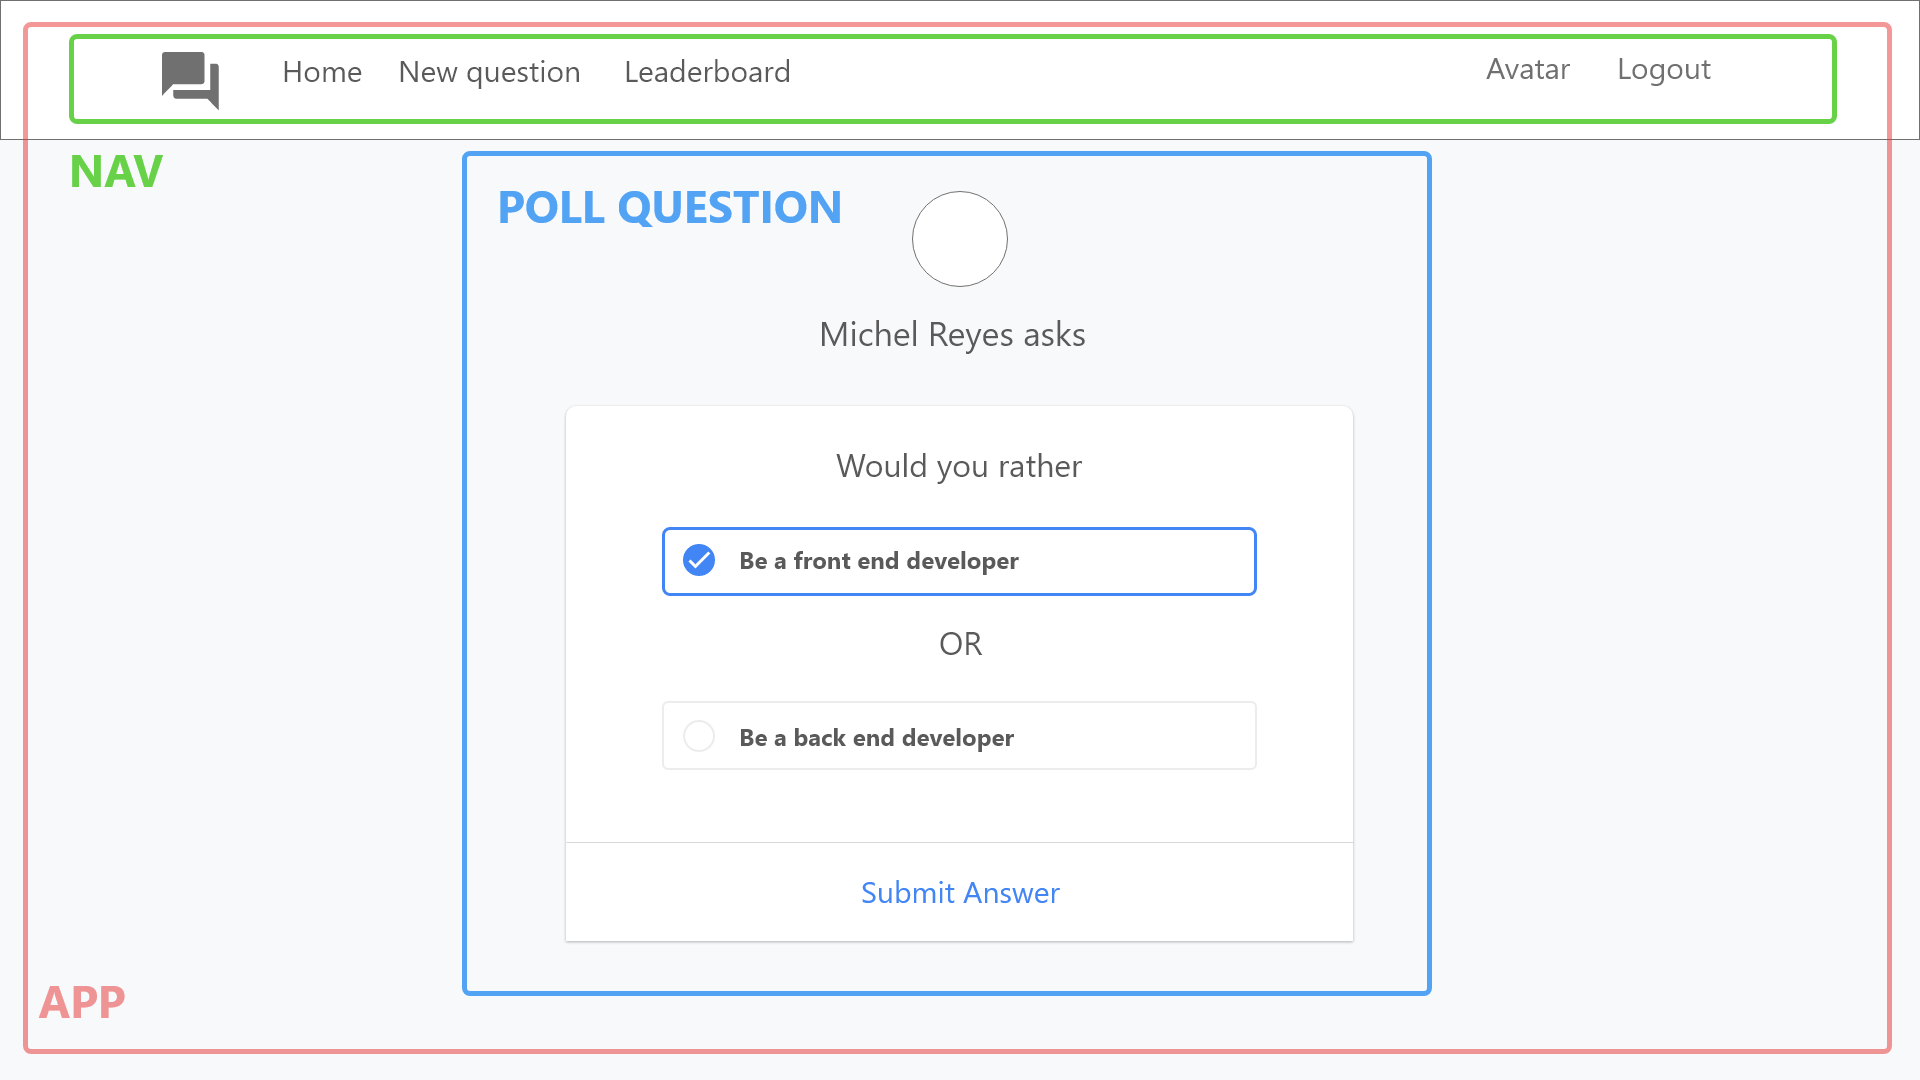 Home New question Leaderboard Avatar Logout
NAV
POLL QUESTION
Michel Reyes asks
Would you rather
Be a front end developer
OR
Be a back end developer
Submit Answer
APP